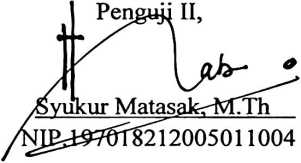 Penguji II,
Syukur Matasak, M.Th
NIP.197018212005011004